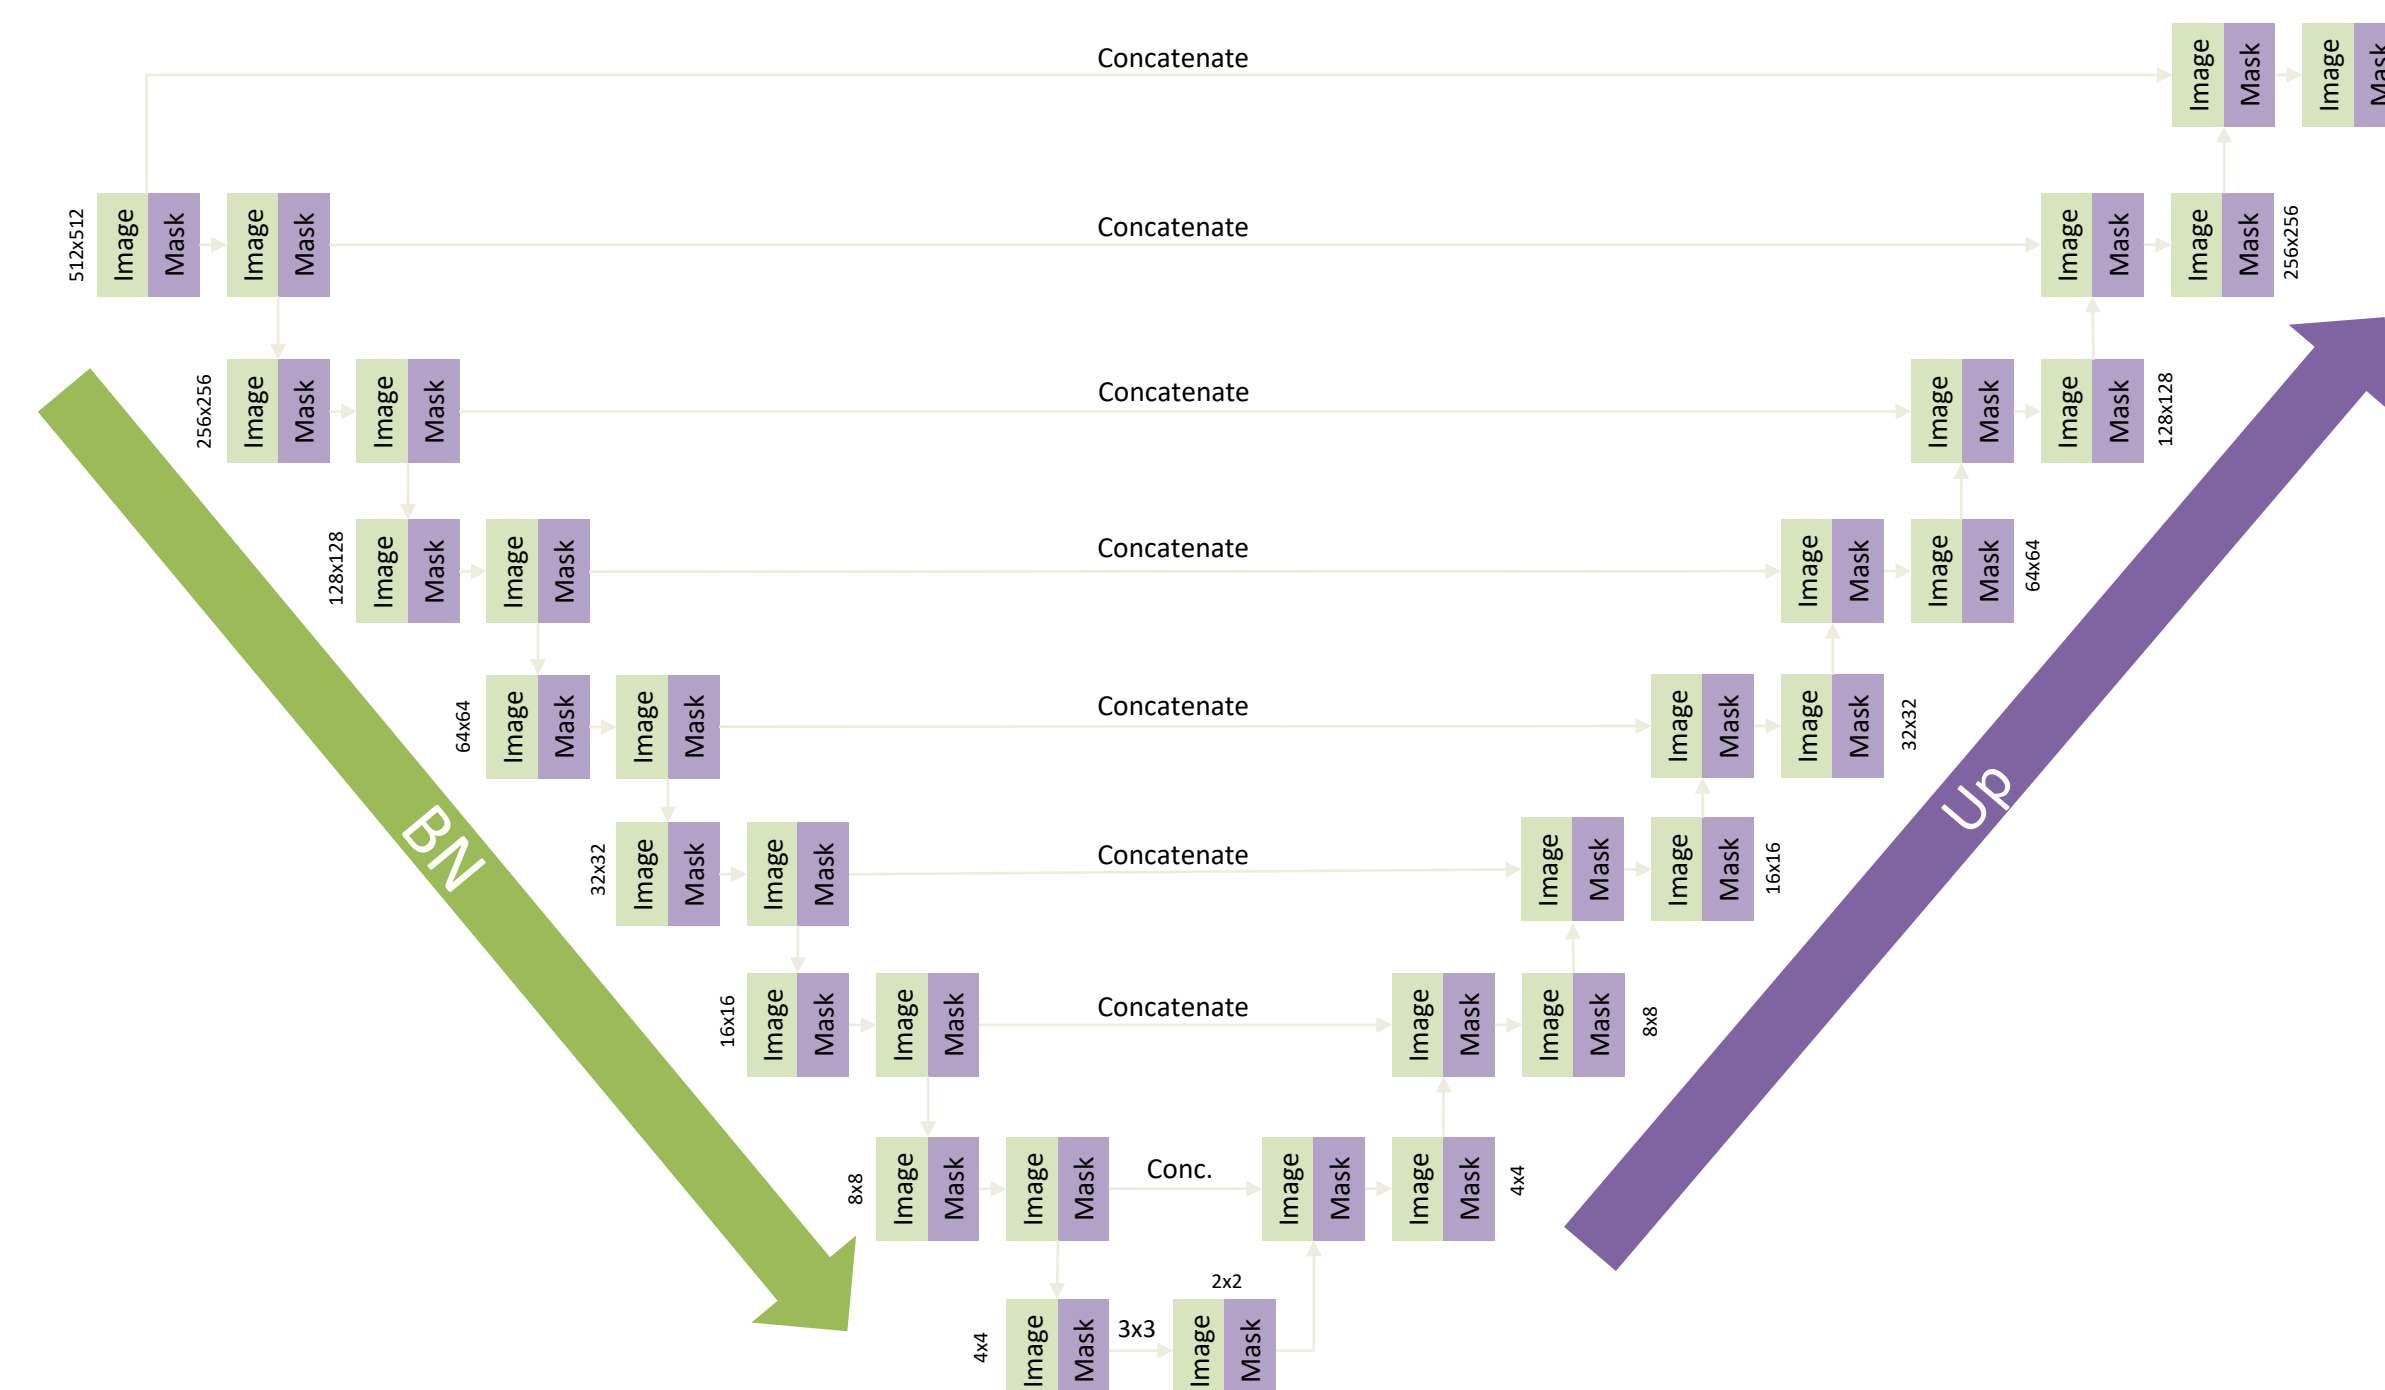 Concatenate
Image Mask Image Mask
512x512 Image Mask Image Mask Concatenate Image Mask Image Mask 256x256
256x256 Image Mask Image Mask Concatenate Image Mask Image Mask 128x128
128x128 Image Mask Image Mask Concatenate Image Mask Image Mask 64x64
64x64 Image Mask Image Mask Concatenate Image Mask Image Mask 32x32
BN
Up
32x32 Image Mask Image Mask Concatenate Image Mask Image Mask 16x16
16x16 Image Mask Image Mask Concatenate Image Mask Image Mask 8x8
8x8 Image Mask Image Mask Conc. Image Mask Image Mask 4x4
2x2
4x4 Image Mask 3x3 Image Mask